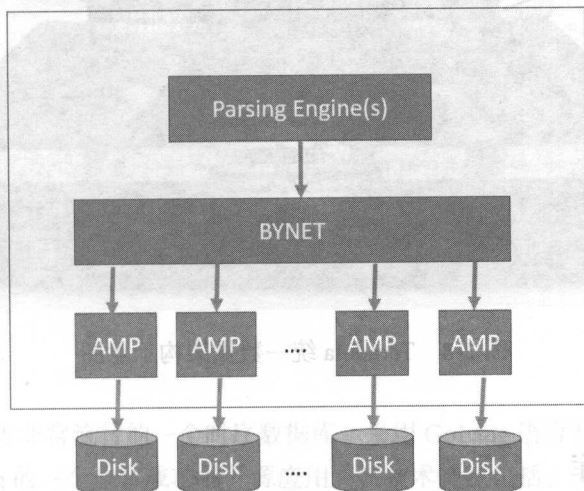 Parsing Engine(s)
BYNET
AMP AMP .... AMP AMP
Disk Disk .... Disk Disk